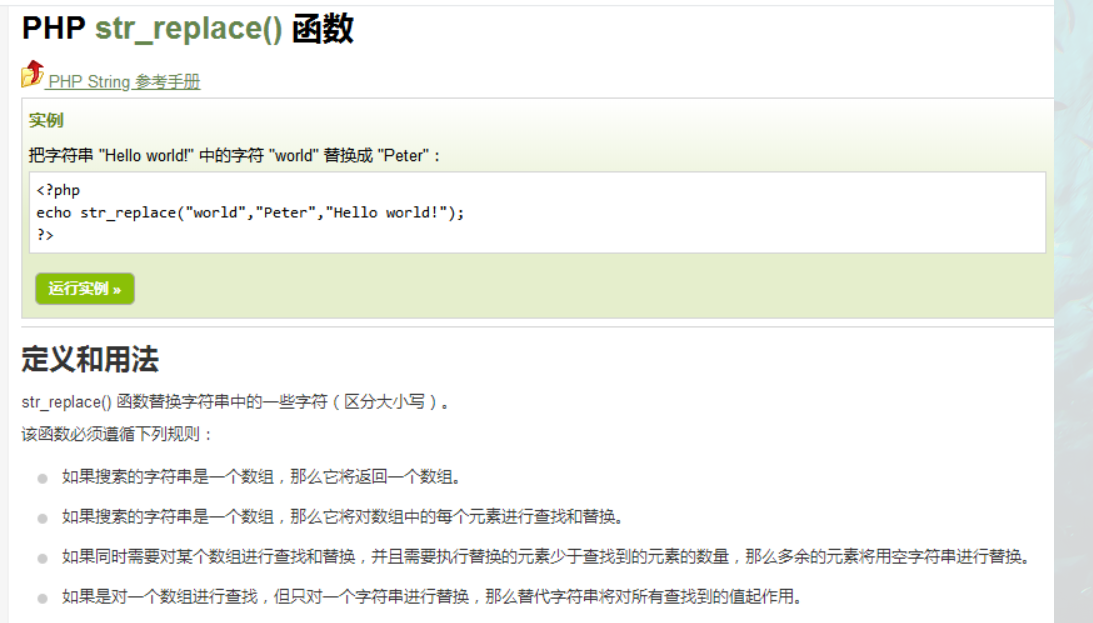 PHP str_replace() 函数
PHP String 参考手册
实例
把字符串 "Hello world!" 中的字符 "world" 替换成 "Peter"：
<?php
echo str_replace("world","Peter","Hello world!");
?>
运行实例 »
定义和用法
str_replace() 函数替换字符串中的一些字符（区分大小写）。
该函数必须遵循下列规则：
如果搜索的字符串是一个数组，那么它将返回一个数组。
如果搜索的字符串是一个数组，那么它将对数组中的每个元素进行查找和替换。
如果同时需要对某个数组进行查找和替换，并且需要执行替换的元素少于查找到的元素的数量，那么多余的元素将用空字符串进行替换。
如果是对一个数组进行查找，但只对一个字符串进行替换，那么替代字符串将对所有查找到的值起作用。